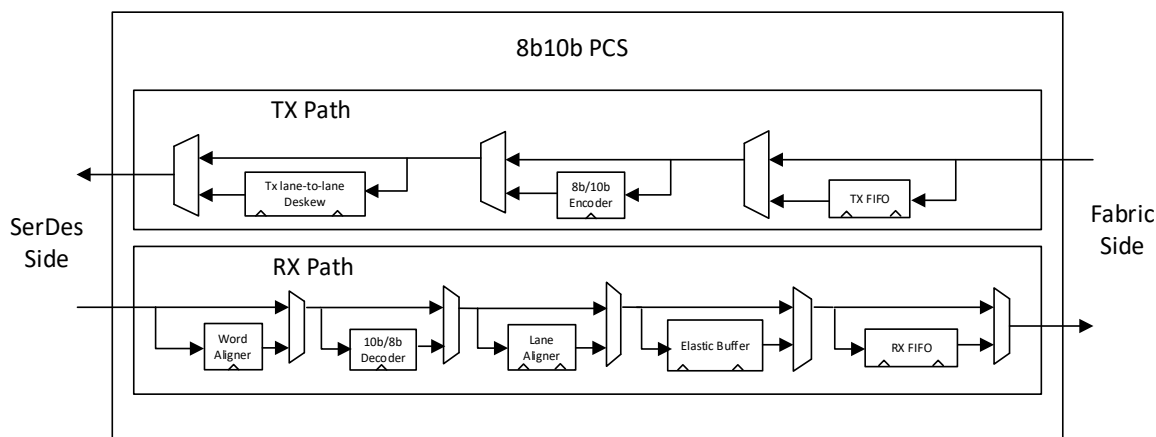 8b10b PCS
TX Path
Tx lane-to-lane
Deskew
8b/10b
Encoder
TX FIFO
SerDes
Side
Fabric
Side
RX Path
Word
Aligner
10b/8b
Decoder
Lane
Aligner
Elastic Buffer
RX FIFO